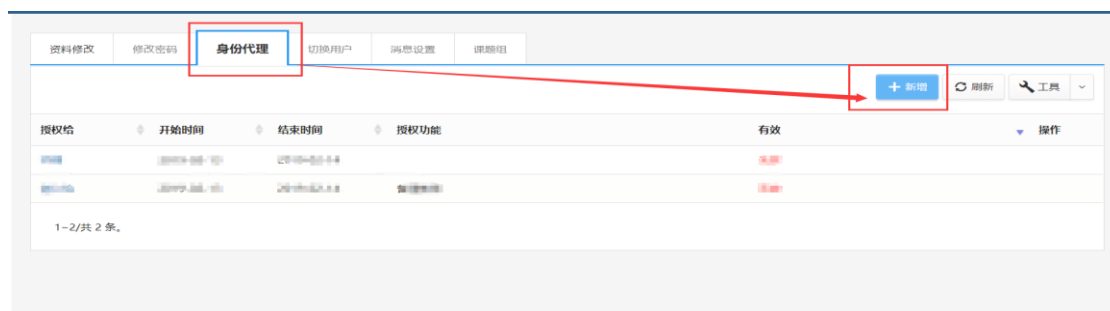 资料修改 修改密码 身份代理 切换用户 消息设置 课题组
新增 刷新 工具
授权给 开始时间 结束时间 授权功能 有效 操作
1~2/共 2 条。